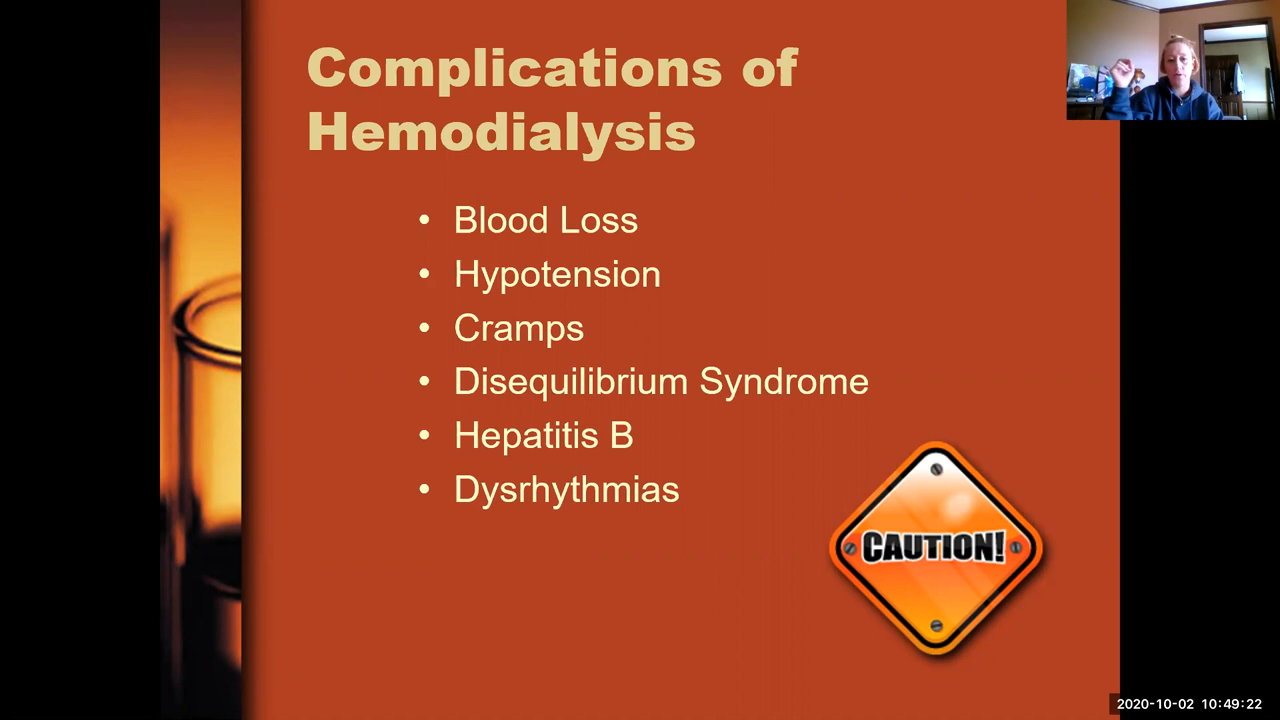 Complications of
Hemodialysis
• Blood Loss
• Hypotension
• Cramps
• Disequilibrium Syndrome
• Hepatitis B
• Dysrhythmias
CAUTION!
2020-10-02 10:49:22